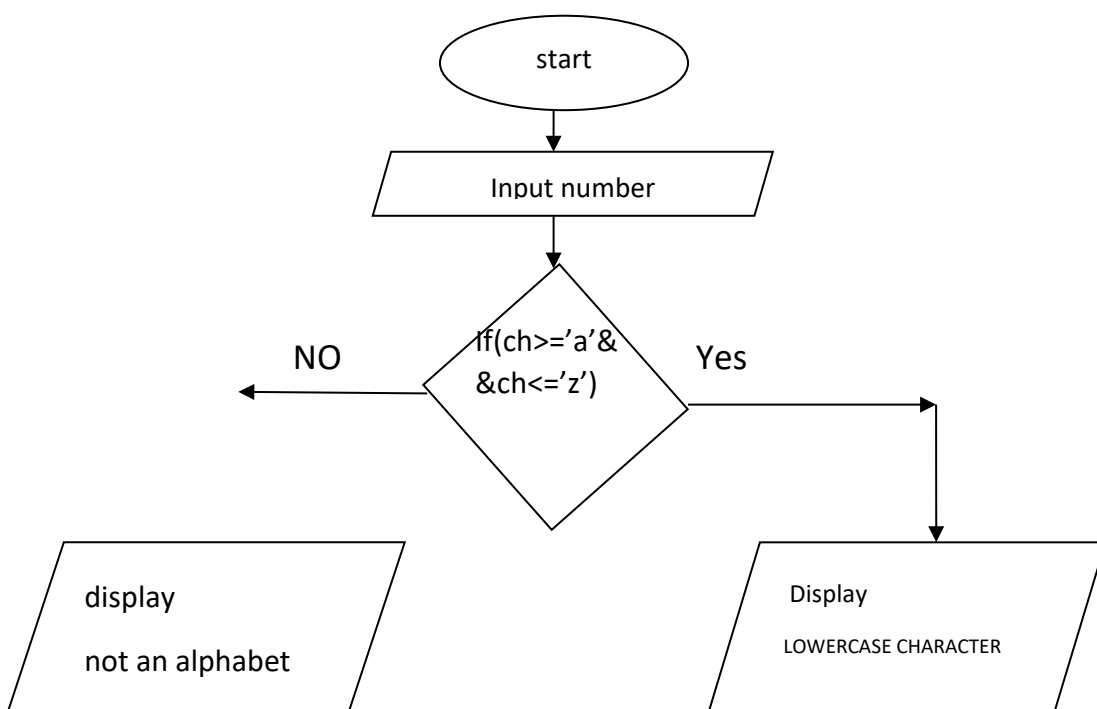 start
Input number
If(ch>=’a’&
&ch<=’z’)
NO
Yes
display
not an alphabet
Display
LOWERCASE CHARACTER